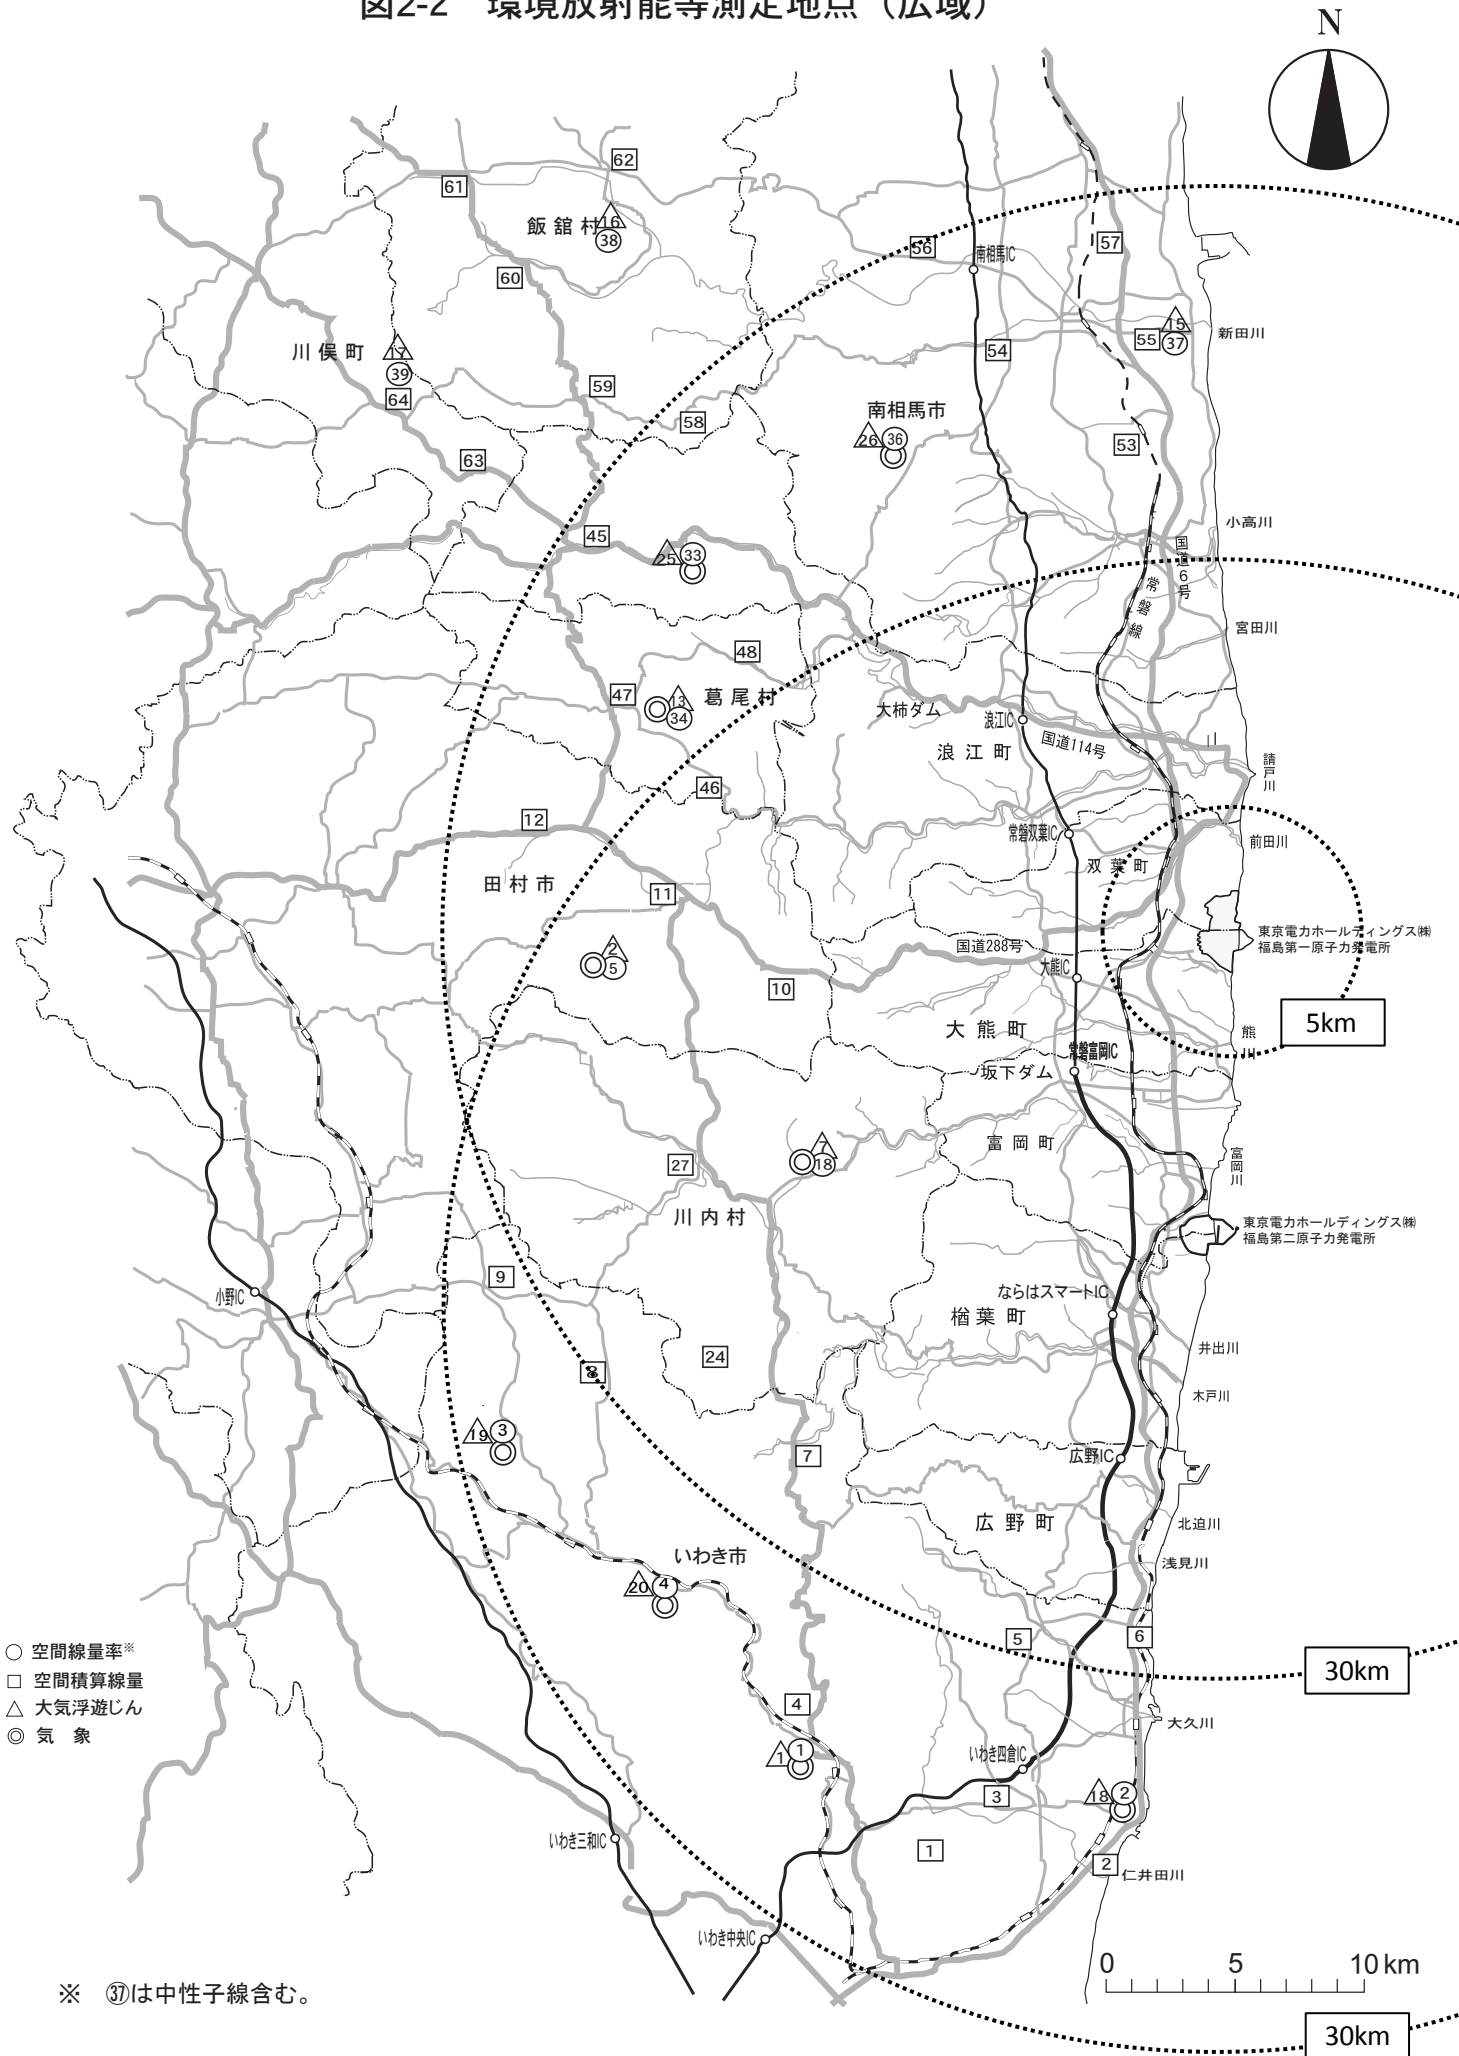 図2-2 環境放射能等測定地点（広域）
N
62
61
飯舘村
16
38
57
56
南相馬IC
60
15
55
37
新田川
川俣町
17
39
54
59
64
南相馬市
58
26
36
53
63
小高川
45
25
33
国道6号
常磐線
宮田川
48
47
13
34
葛尾村
大柿ダム
浪江IC
国道114号
浪江町
請戸川
46
12
常磐双葉IC
前田川
双葉町
田村市
11
東京電力ホールディングス㈱
福島第一原子力発電所
国道288号
2
5
大熊IC
10
5km
大熊町
熊川
常磐富岡IC
坂下ダム
富岡町
7
18
27
富岡川
川内村
東京電力ホールディングス㈱
福島第二原子力発電所
9
小野IC
ならはスマートIC
楢葉町
井出川
24
8
木戸川
19
3
7
広野IC
広野町
北迫川
いわき市
浅見川
20
4
5
6
○ 空間線量率※
□ 空間積算線量
△ 大気浮遊じん
◎ 気 象
30km
4
大久川
1
1
いわき四倉IC
3
18
2
いわき三和IC
1
2
仁井田川
いわき中央IC
0 5 10 km
※ ㊲は中性子線含む。
30km